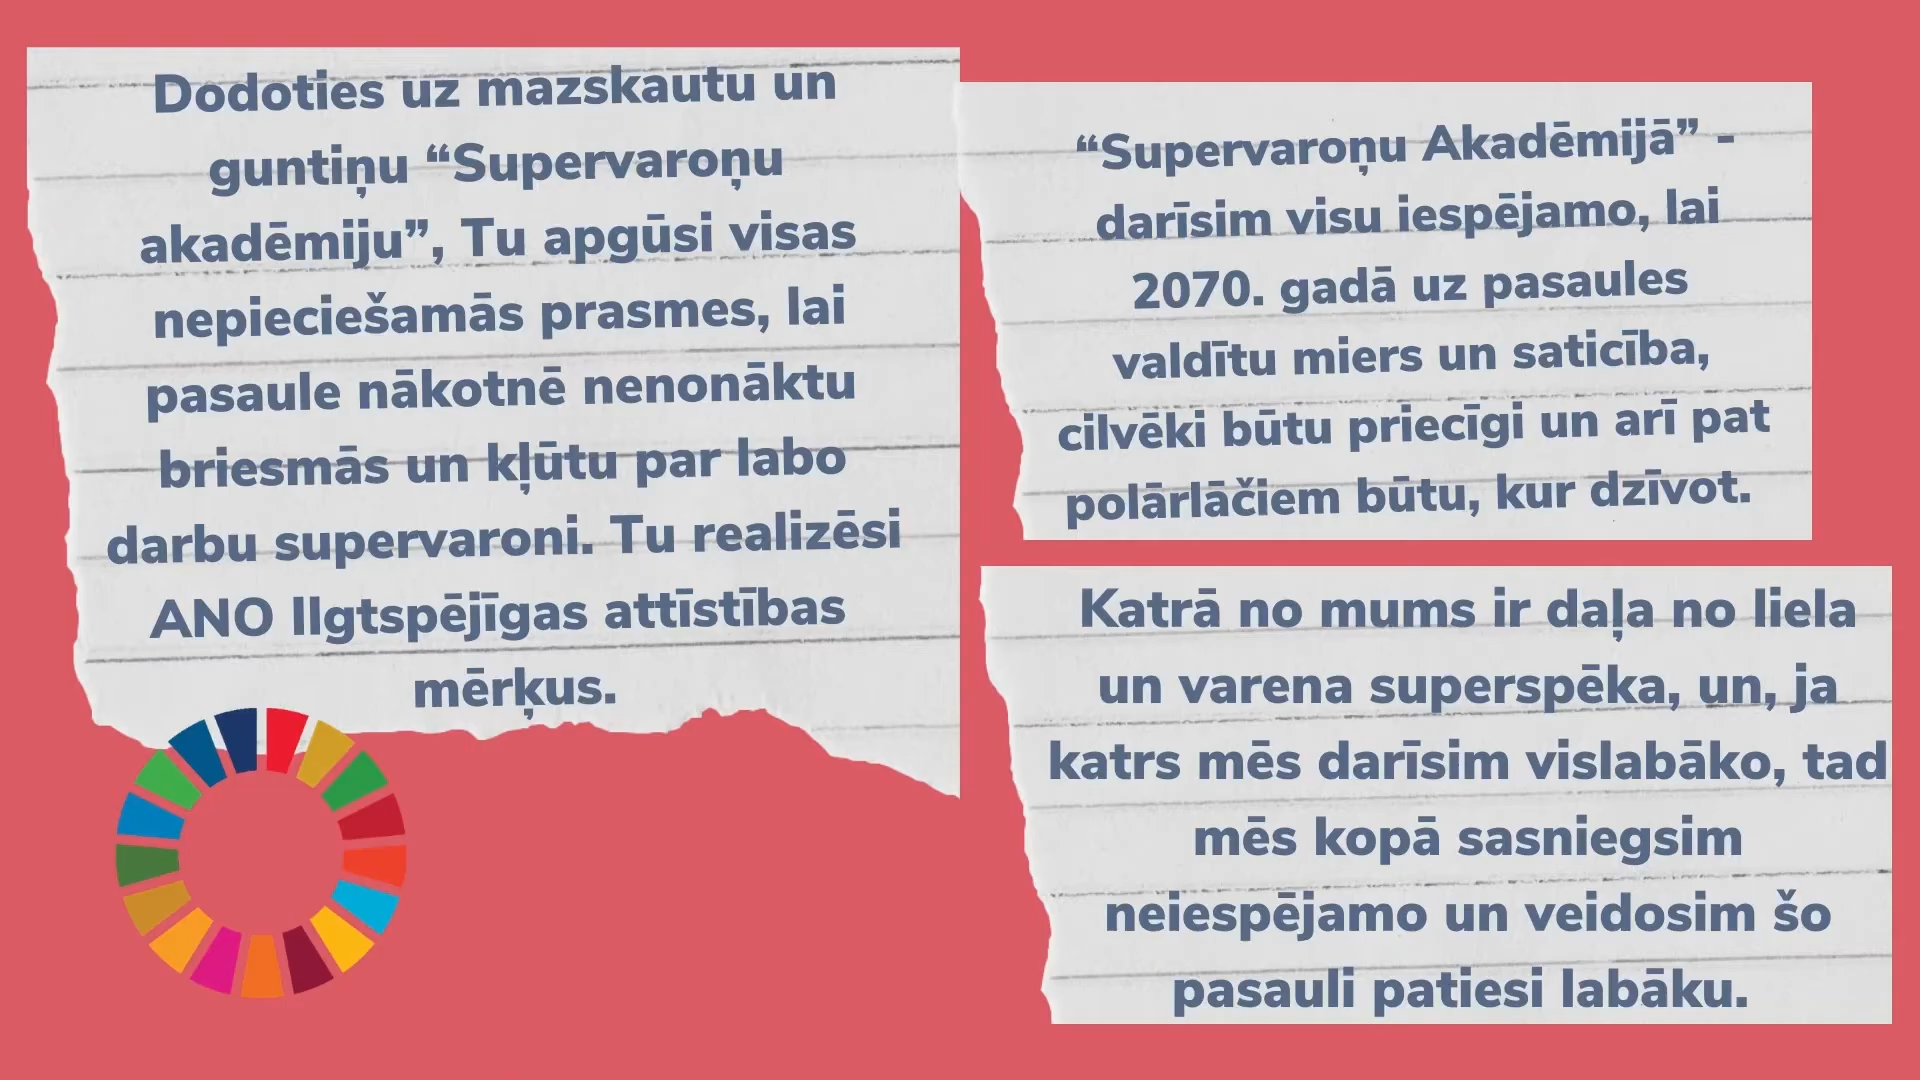 Dodoties uz mazskautu un
guntiņu “Supervaroņu
akadēmiju”, Tu apgūsi visas
nepieciešamās prasmes, lai
pasaule nākotnē nenonāktu
briesmās un kļūtu par labo
darbu supervaroni. Tu realizēsi
ANO Ilgtspējīgas attīstības
mērķus.
“Supervaroņu Akadēmijā” -
darīsim visu iespējamo, lai
2070. gadā uz pasaules
valdītu miers un saticība,
cilvēki būtu priecīgi un arī pat
polārlāčiem būtu, kur dzīvot.
Katrā no mums ir daļa no liela
un varena superspēka, un, ja
katrs mēs darīsim vislabāko, tad
mēs kopā sasniegsim
neiespējamo un veidosim šo
pasauli patiesi labāku.